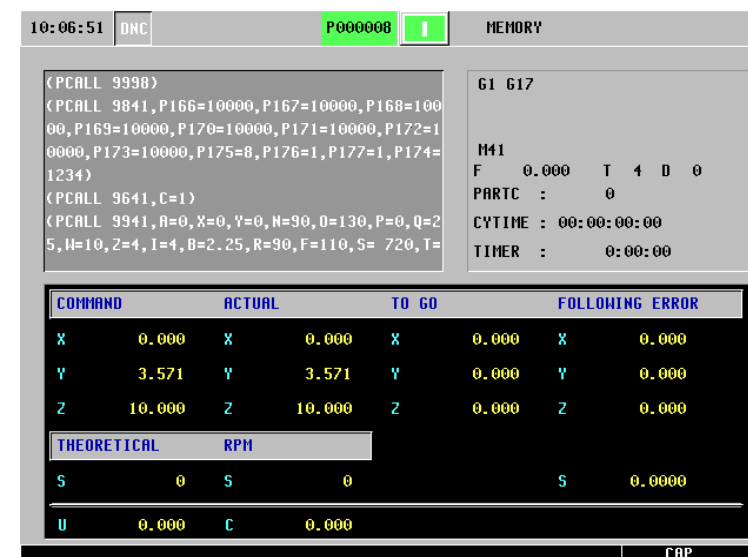 10:06:51 DNC P000008 MEMORY
(PCALL 9998)
(PCALL 9841,P166=10000,P167=10000,P168=100
00,P169=10000,P170=10000,P171=10000,P172=1
0000,P173=10000,P175=8,P176=1,P177=1,P174=
1234)
(PCALL 9641,C=1)
(PCALL 9941,A=0,X=0,Y=0,N=90,O=130,P=0,Q=2
5,W=10,Z=4,I=4,B=2.25,R=90,F=110,S= 720,T=
G1 G17
M41
F 0.000 T 4 D 0
PARTC : 0
CYTIME : 00:00:00:00
TIMER : 0:00:00
COMMAND ACTUAL TO GO FOLLOWING ERROR
X 0.000 X 0.000 X 0.000 X 0.000
Y 3.571 Y 3.571 Y 0.000 Y 0.000
Z 10.000 Z 10.000 Z 0.000 Z 0.000
THEORETICAL RPM
S 0 S 0 S 0.0000
U 0.000 C 0.000
CAP